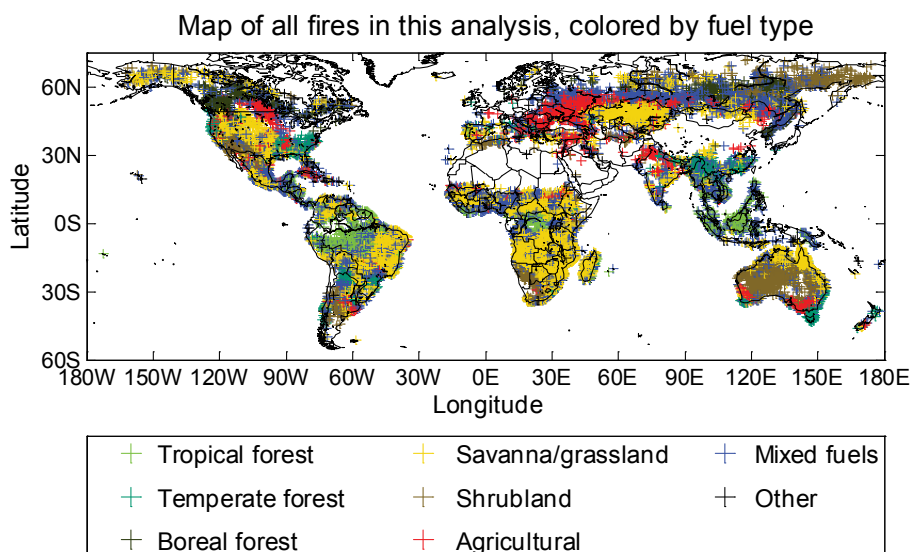 Map of all fires in this analysis, colored by fuel type
60N
30N
0S
30S
60S
Latitude
180W 150W 120W 90W 60W 30W 0E 30E 60E 90E 120E 150E 180E
Longitude
Tropical forest Savanna/grassland Mixed fuels
Temperate forest Shrubland Other
Boreal forest Agricultural